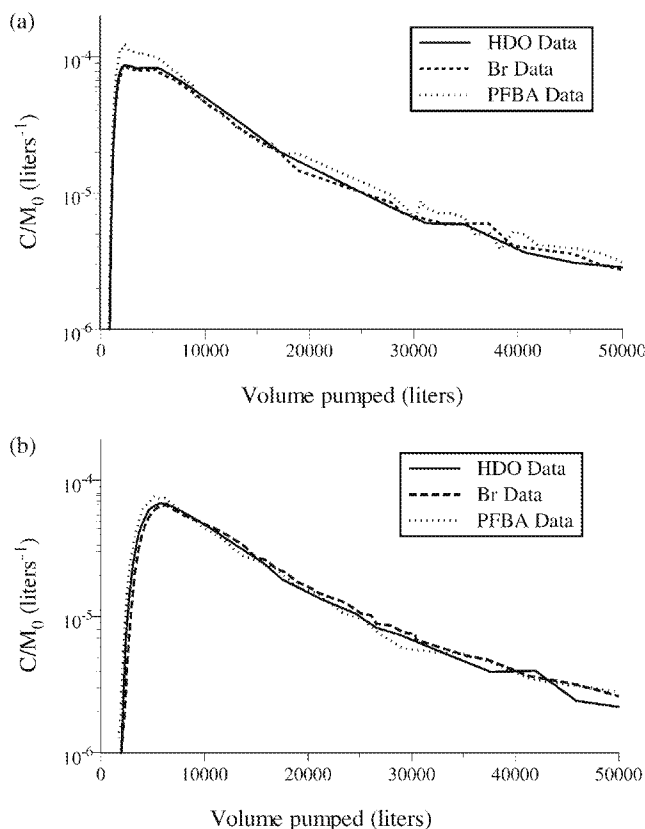 (a)
HDO Data
Br Data
PFBA Data
10⁻⁴
10⁻⁵
10⁻⁶
C/M₀ (liters⁻¹)
0 10000 20000 30000 40000 50000
Volume pumped (liters)
(b)
HDO Data
Br Data
PFBA Data
10⁻⁴
10⁻⁵
10⁻⁶
C/M₀ (liters⁻¹)
0 10000 20000 30000 40000 50000
Volume pumped (liters)